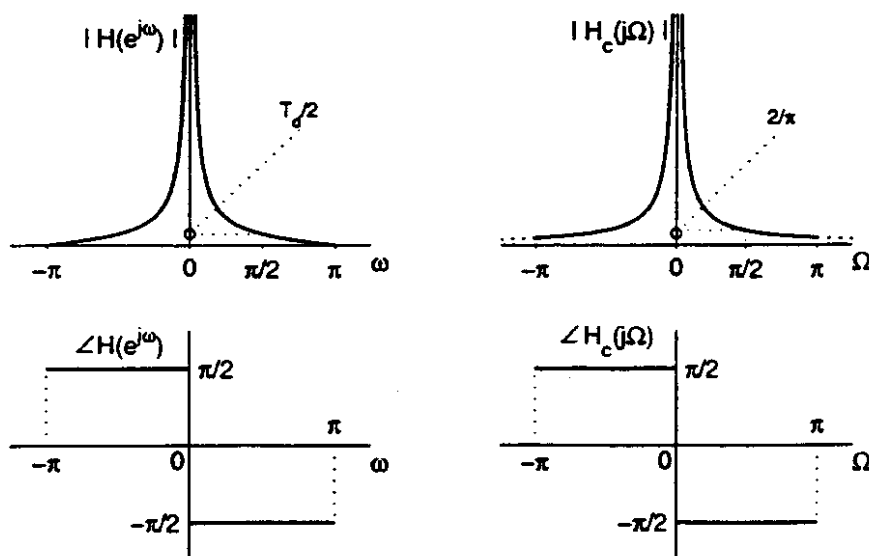 | H(e^{jω}) |
T_d/2
−π 0 π/2 π ω
| H_c(jΩ) |
2/π
−π 0 π/2 π Ω
∠H(e^{jω})
π/2
π
−π 0 ω
−π/2
∠H_c(jΩ)
π/2
π
−π 0 Ω
−π/2